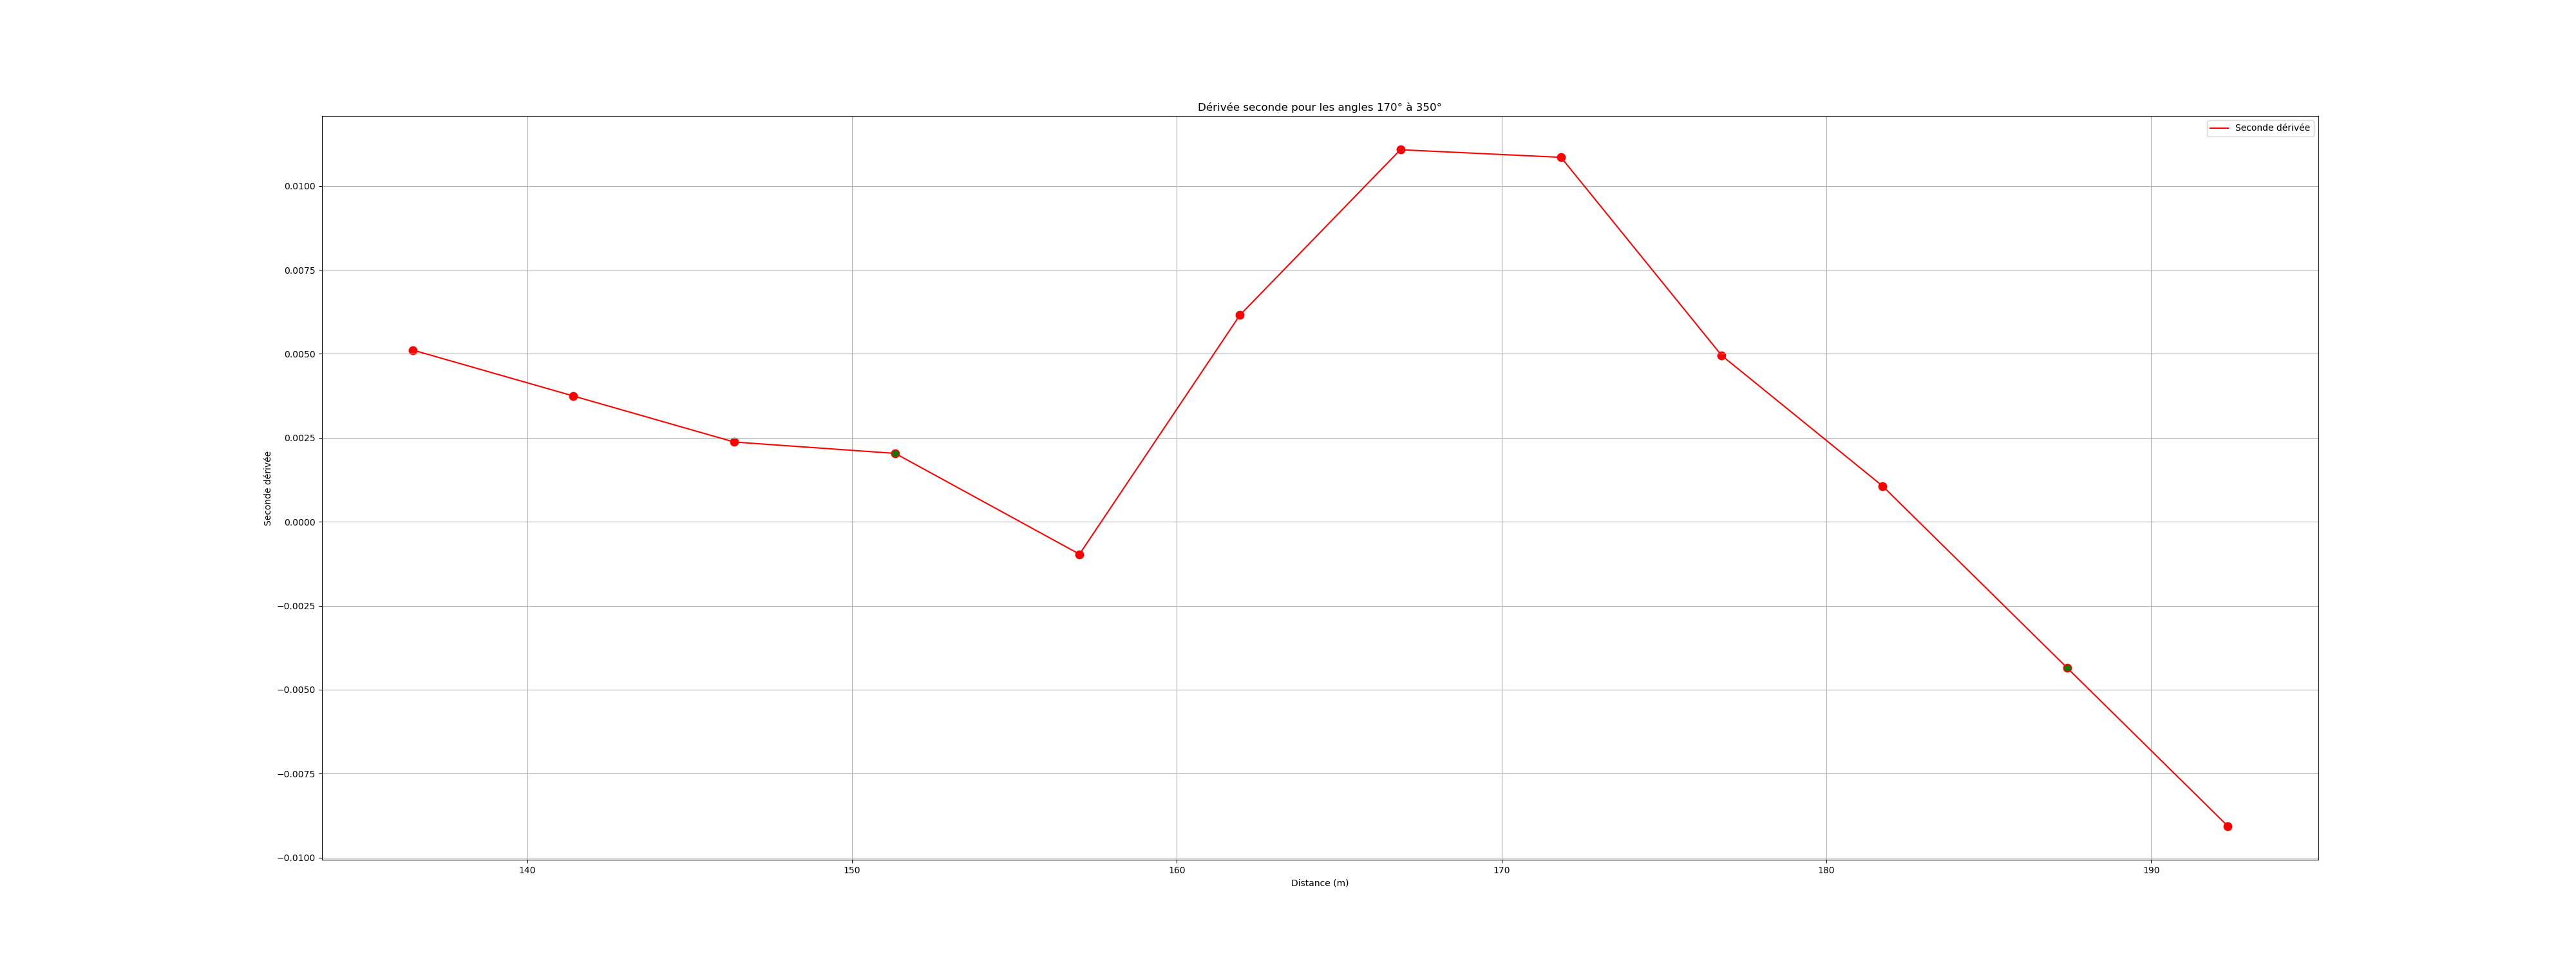 Dérivée seconde pour les angles 170° à 350°
Seconde dérivée
0.0100
0.0075
0.0050
0.0025
0.0000
−0.0025
−0.0050
−0.0075
−0.0100
Seconde dérivée
140 150 160 170 180 190
Distance (m)